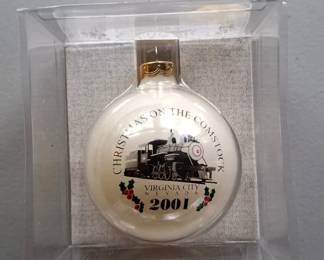 CHRISTMAS ON THE COMSTOCK
VIRGINIA CITY
NEVADA
2001